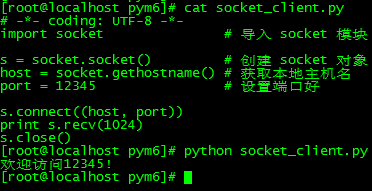 [root@localhost pym6]# cat socket_client.py
# -*- coding: UTF-8 -*-
import socket # 导入 socket 模块
s = socket.socket() # 创建 socket 对象
host = socket.gethostname() # 获取本地主机名
port = 12345 # 设置端口好
s.connect((host, port))
print s.recv(1024)
s.close()
[root@localhost pym6]# python socket_client.py
欢迎访问12345!
[root@localhost pym6]#